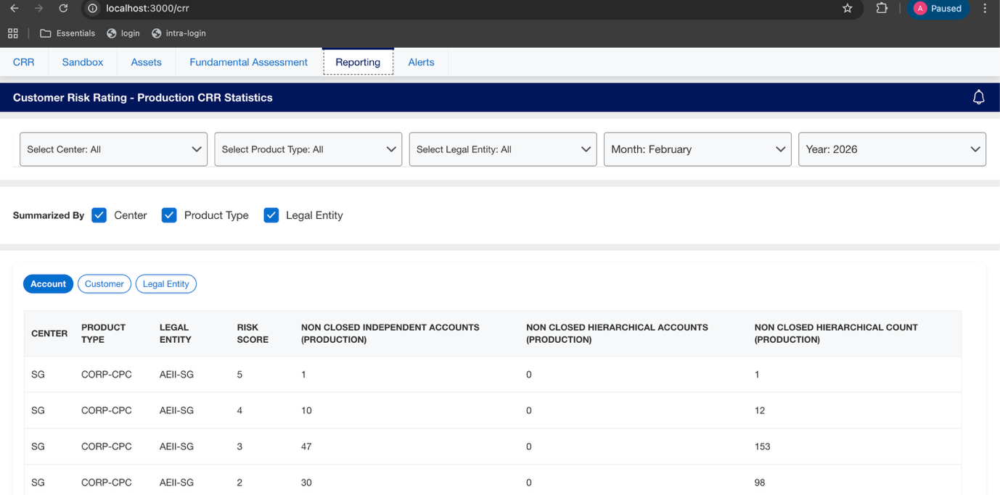 localhost:3000/crr
A Paused
Essentials login intra-login
CRR Sandbox Assets Fundamental Assessment Reporting Alerts
Customer Risk Rating - Production CRR Statistics
Select Center: All Select Product Type: All Select Legal Entity: All Month: February Year: 2026
Summarized By Center Product Type Legal Entity
Account Customer Legal Entity
CENTER PRODUCT TYPE LEGAL ENTITY RISK SCORE NON CLOSED INDEPENDENT ACCOUNTS (PRODUCTION) NON CLOSED HIERARCHICAL ACCOUNTS (PRODUCTION) NON CLOSED HIERARCHICAL COUNT (PRODUCTION)
SG CORP-CPC AEII-SG 5 1 0 1
SG CORP-CPC AEII-SG 4 10 0 12
SG CORP-CPC AEII-SG 3 47 0 153
SG CORP-CPC AEII-SG 2 30 0 98